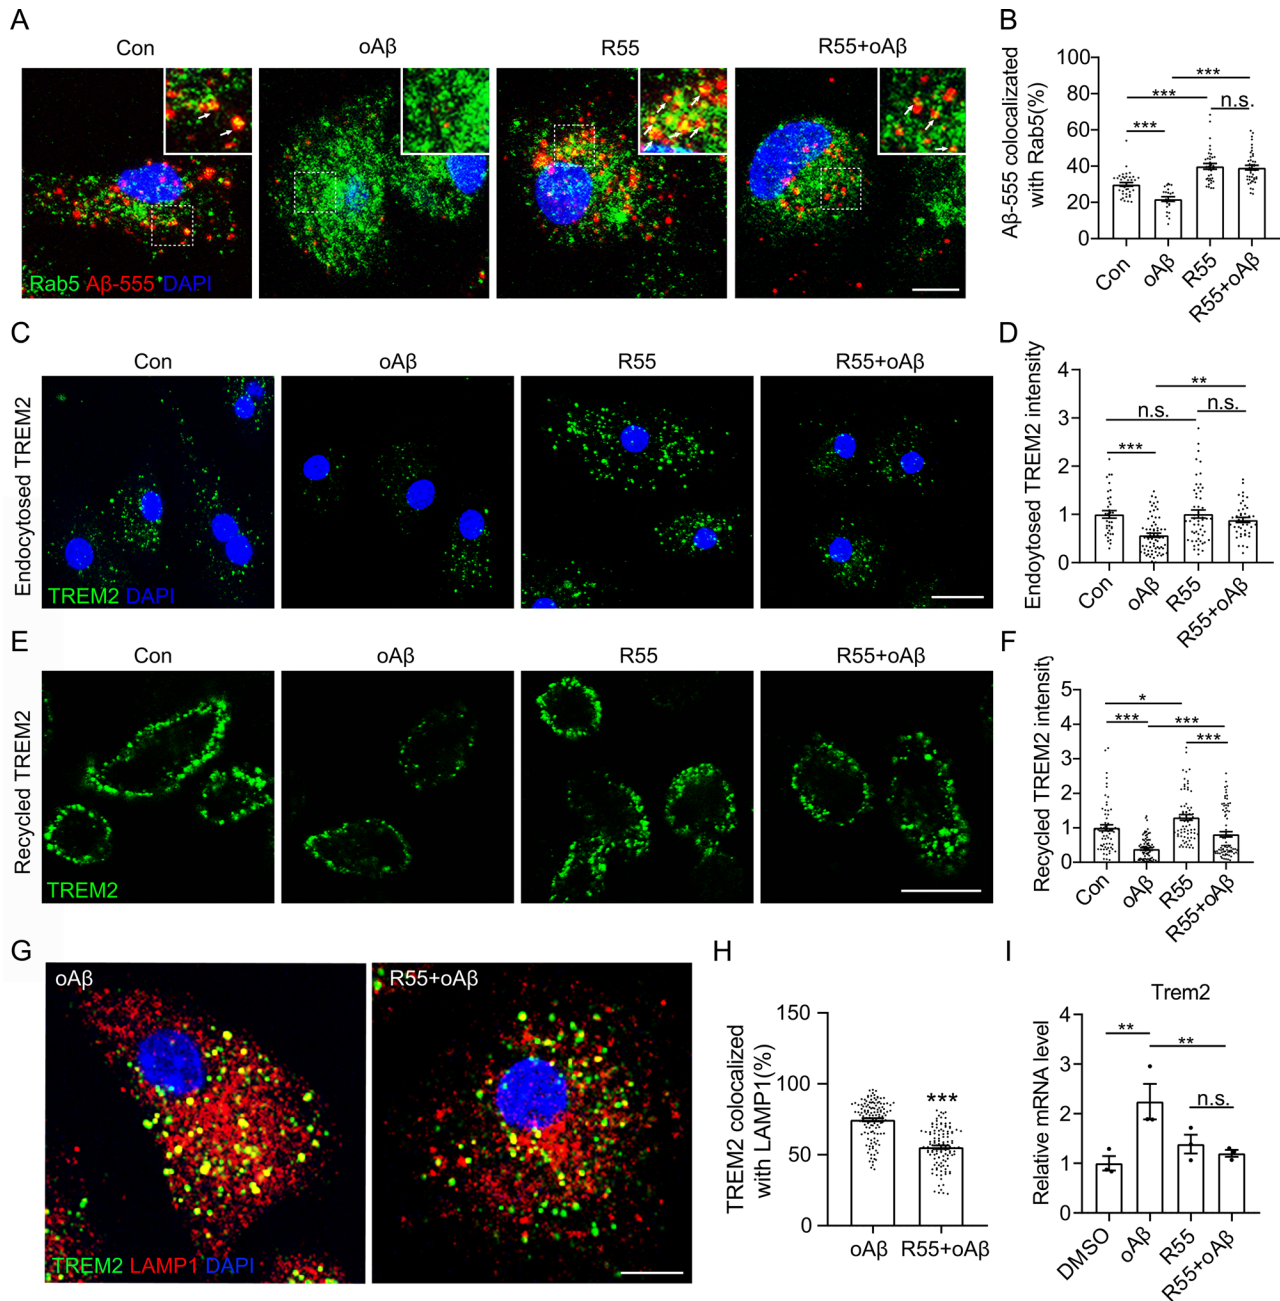 A
Con
oAβ
R55
R55+oAβ
Rab5 Aβ-555 DAPI
B
Aβ-555 colocalizated
with Rab5(%)
100
80
60
40
20
0
***
***
n.s.
***
Con
oAβ
R55
R55+oAβ
C
Con
oAβ
R55
R55+oAβ
Endocytosed TREM2
TREM2 DAPI
D
Endoytosed TREM2 intensity
4
3
2
1
0
**
n.s.
n.s.
***
Con
oAβ
R55
R55+oAβ
E
Con
oAβ
R55
R55+oAβ
Recycled TREM2
TREM2
F
Recycled TREM2 intensity
5
4
3
2
1
0
*
***
***
***
Con
oAβ
R55
R55+oAβ
G
oAβ
R55+oAβ
TREM2 LAMP1 DAPI
H
TREM2 colocalized
with LAMP1(%)
150
100
50
0
***
oAβ
R55+oAβ
I
Trem2
Relative mRNA level
4
3
2
1
0
**
**
n.s.
DMSO
oAβ
R55
R55+oAβ